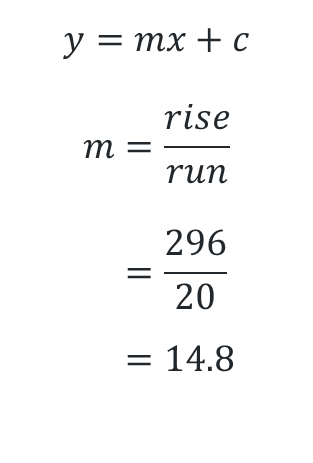 y = mx + c
m = rise/run
= 296/20
= 14.8